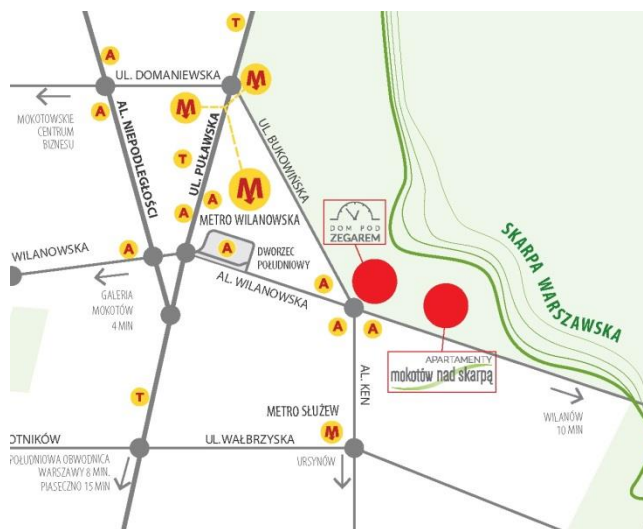 T
A
UL. DOMANIEWSKA
M
M
MOKOTOWSKIE
CENTRUM
BIZNESU
A
AL. NIEPODLEGŁOŚCI
UL. PUŁAWSKA
T
UL. BUKOWIŃSKA
M
A
A
METRO WILANOWSKA
DOM POD
ZEGAREM
SKARPA WARSZAWSKA
WILANOWSKA
A
A
DWORZEC
POŁUDNIOWY
AL. WILANOWSKA
GALERIA
MOKOTÓW
4 MIN
A
A
A
APARTAMENTY
mokotów nad skarpą
AL. KEN
T
WILANÓW
10 MIN
METRO SŁUŻEW
M
OTNIKÓW
UL.WAŁBRZYSKA
POŁUDNIOWA OBWODNICA
WARSZAWY 8 MIN.
PIASECZNO 15 MIN
URSYNÓW